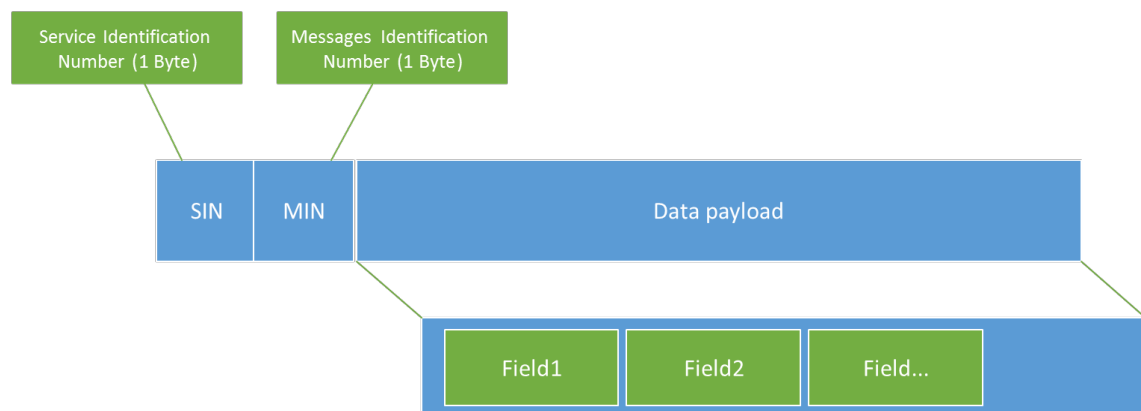 Service Identification
Number (1 Byte)
Messages Identification
Number (1 Byte)
SIN
MIN
Data payload
Field1
Field2
Field...